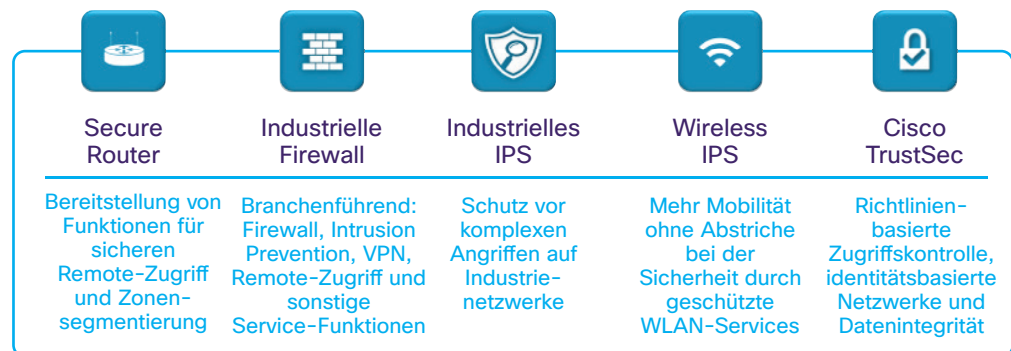 Secure
Router
Industrielle
Firewall
Industrielles
IPS
Wireless
IPS
Cisco
TrustSec
Bereitstellung von
Funktionen für
sicheren
Remote-Zugriff
und Zonen-
segmentierung
Branchenführend:
Firewall, Intrusion
Prevention, VPN,
Remote-Zugriff und
sonstige
Service-Funktionen
Schutz vor
komplexen
Angriffen auf
Industrie-
netzwerke
Mehr Mobilität
ohne Abstriche
bei der
Sicherheit durch
geschützte
WLAN-Services
Richtlinien-
basierte
Zugriffskontrolle,
identitätsbasierte
Netzwerke und
Datenintegrität